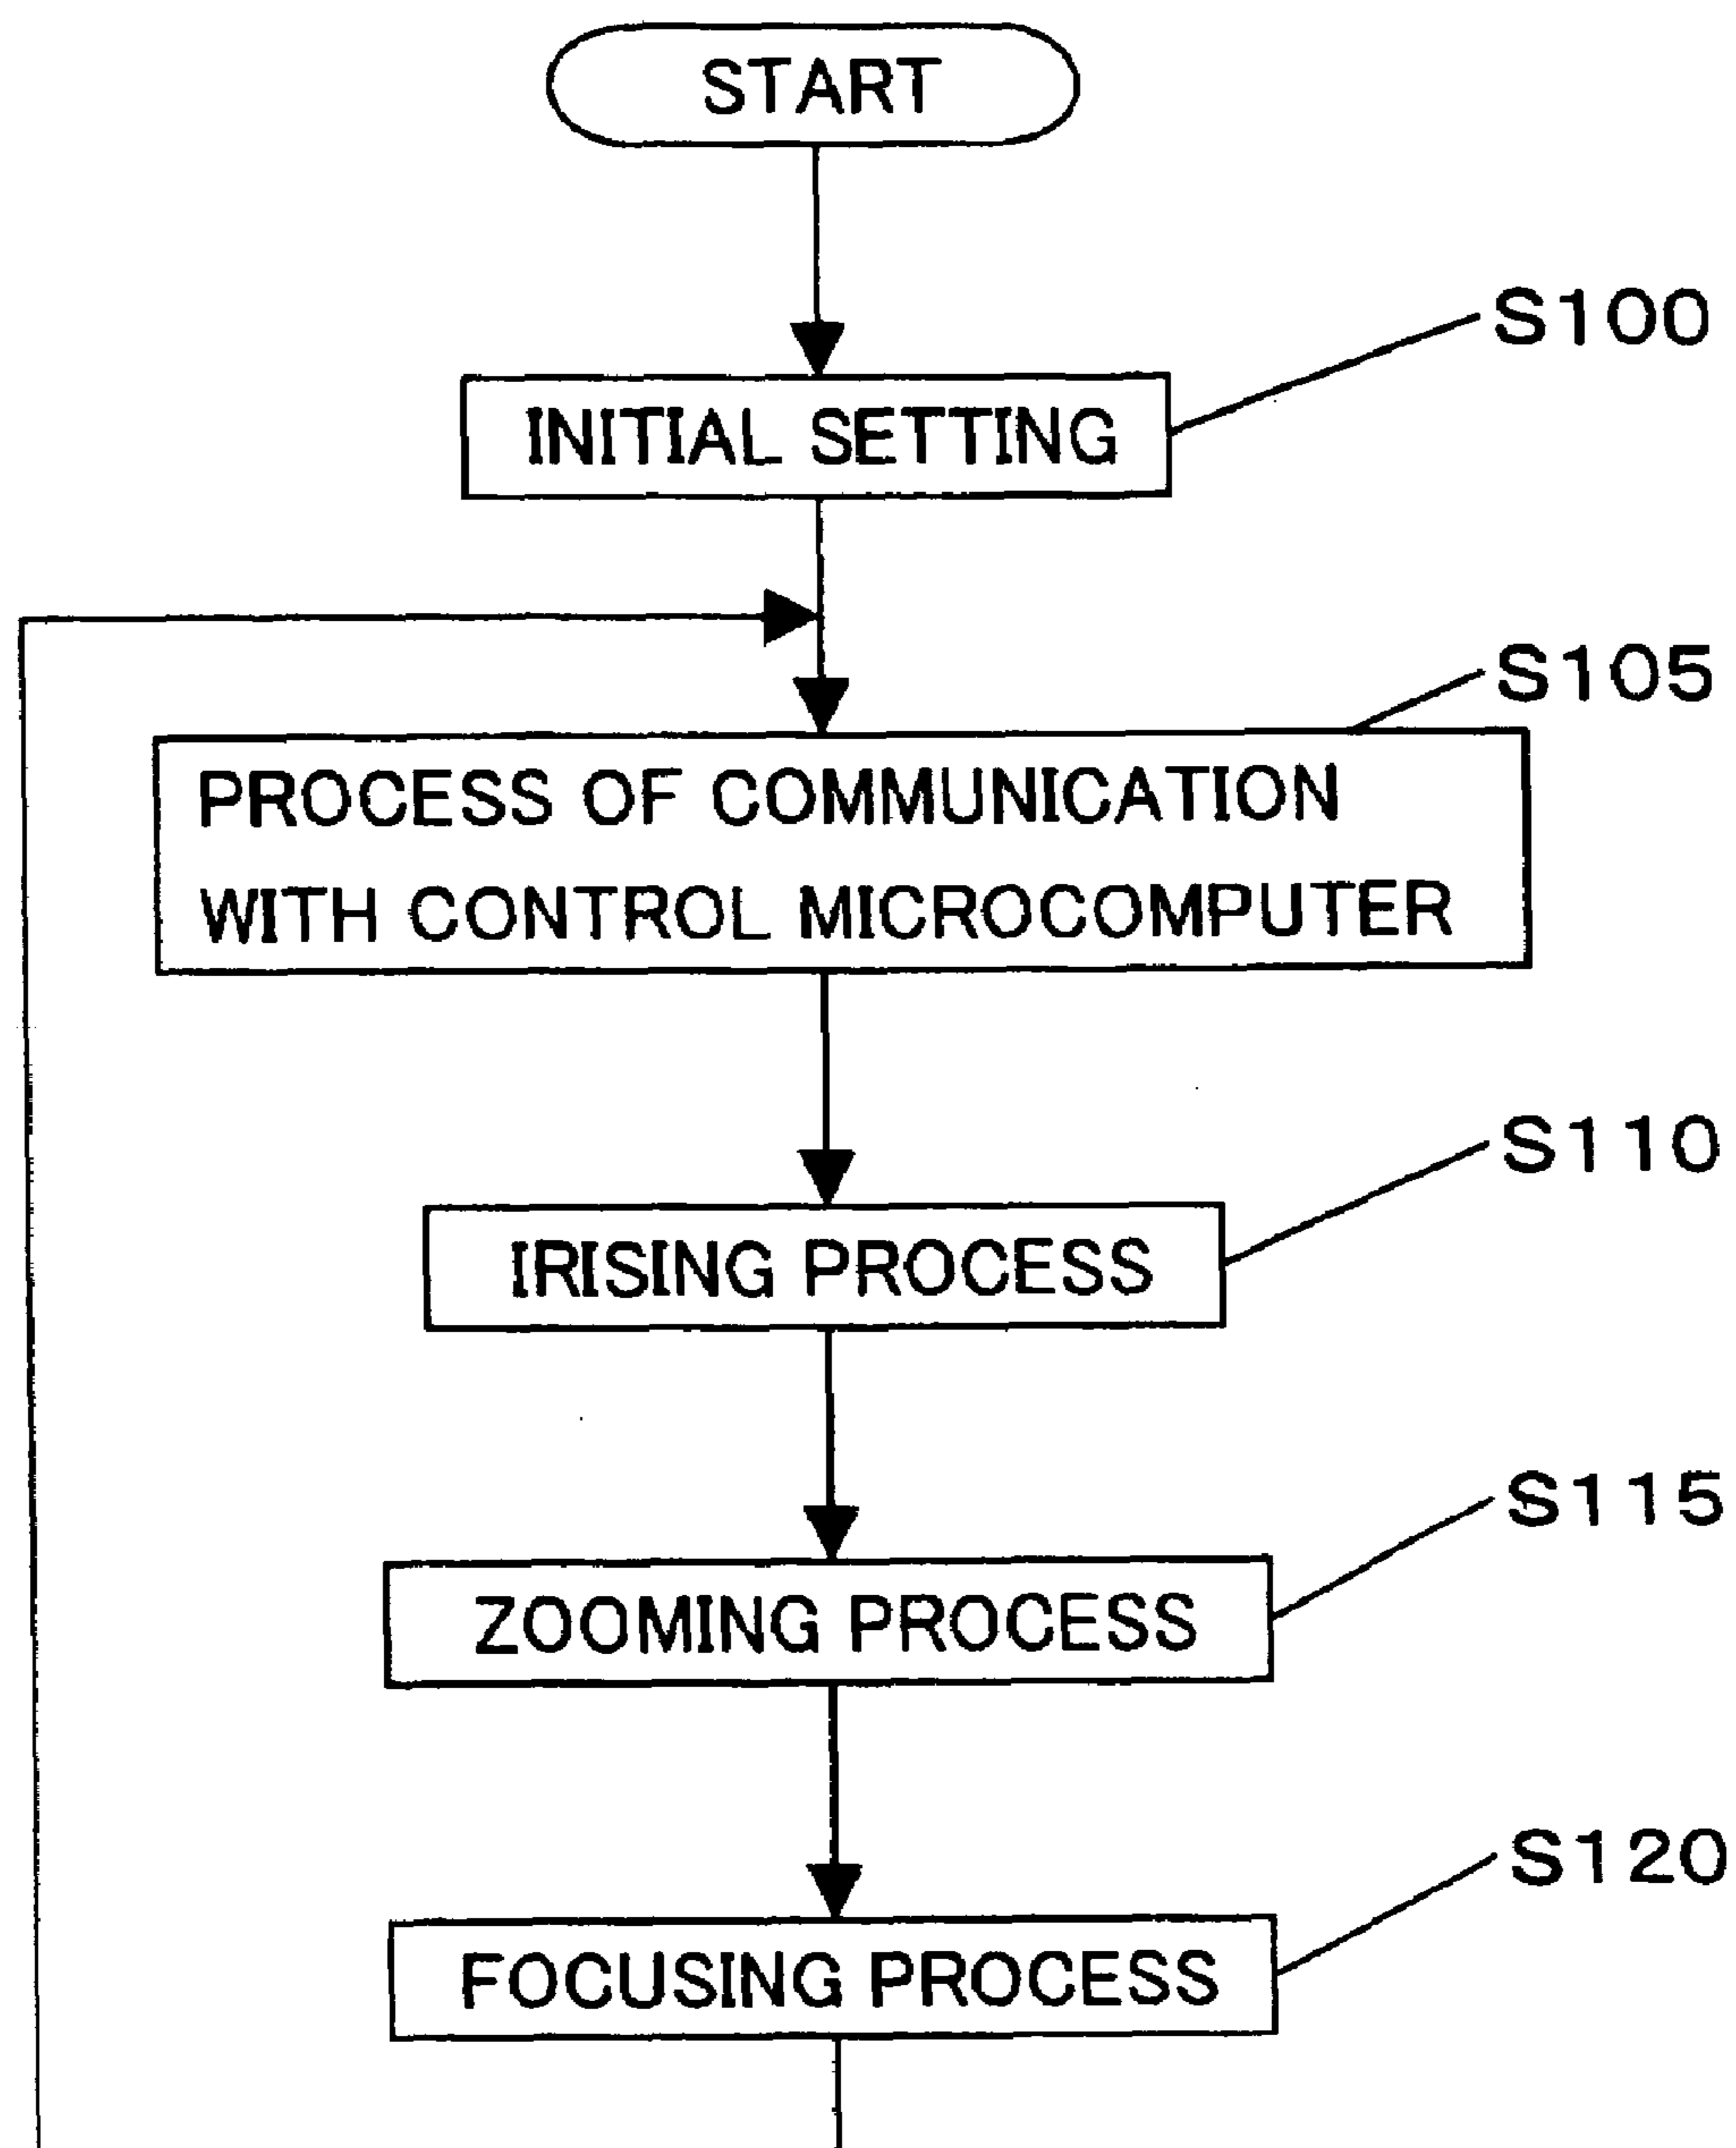 START
S100
INITIAL SETTING
S105
PROCESS OF COMMUNICATION
WITH CONTROL MICROCOMPUTER
S110
IRISING PROCESS
S115
ZOOMING PROCESS
S120
FOCUSING PROCESS